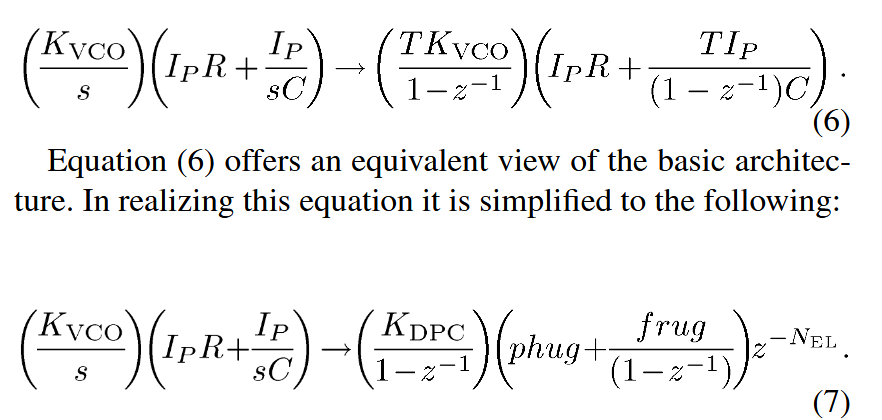 (K_VCO/s)(I_P R + I_P/(sC)) → (TK_VCO/(1−z^{−1}))(I_P R + TI_P/((1 − z^{−1})C)).
(6)
Equation (6) offers an equivalent view of the basic architec-
ture. In realizing this equation it is simplified to the following:
(K_VCO/s)(I_P R+I_P/(sC))→(K_DPC/(1−z^{−1}))(phug+frug/(1−z^{−1}))z^{−N_EL}.
(7)